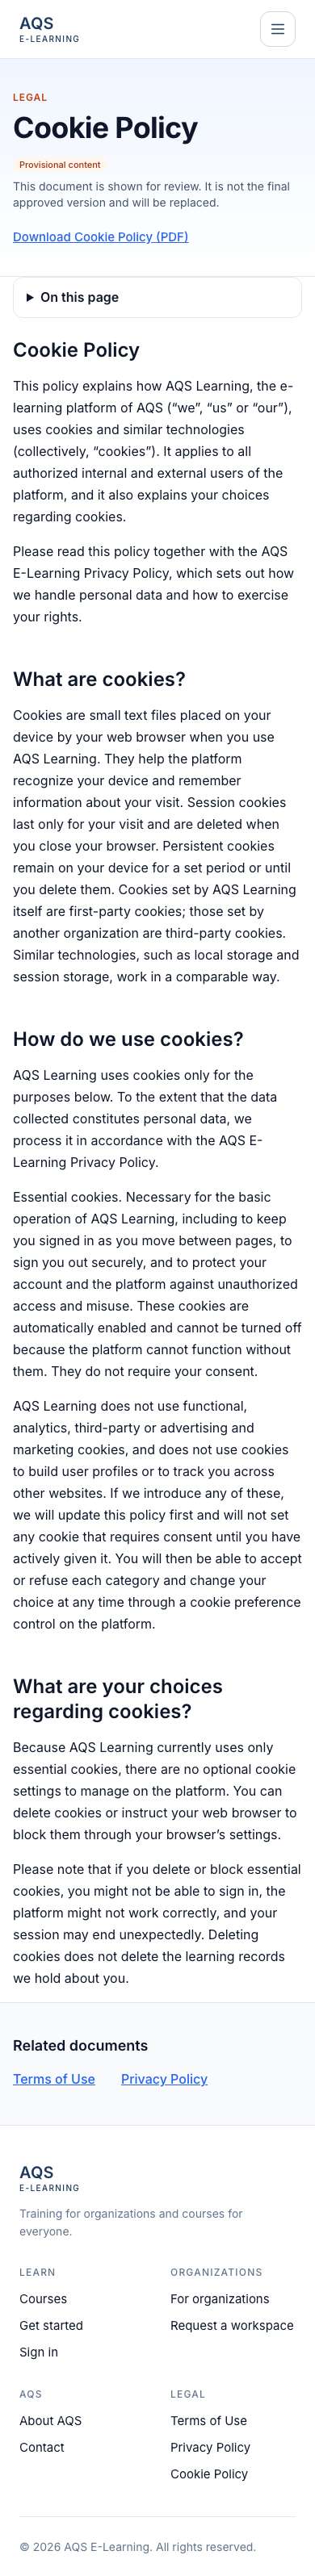 AQS
E-LEARNING
LEGAL
Cookie Policy
Provisional content
This document is shown for review. It is not the final
approved version and will be replaced.
Download Cookie Policy (PDF)
On this page
Cookie Policy
This policy explains how AQS Learning, the e-
learning platform of AQS (“we”, “us” or “our”),
uses cookies and similar technologies
(collectively, “cookies”). It applies to all
authorized internal and external users of the
platform, and it also explains your choices
regarding cookies.
Please read this policy together with the AQS
E-Learning Privacy Policy, which sets out how
we handle personal data and how to exercise
your rights.
What are cookies?
Cookies are small text files placed on your
device by your web browser when you use
AQS Learning. They help the platform
recognize your device and remember
information about your visit. Session cookies
last only for your visit and are deleted when
you close your browser. Persistent cookies
remain on your device for a set period or until
you delete them. Cookies set by AQS Learning
itself are first-party cookies; those set by
another organization are third-party cookies.
Similar technologies, such as local storage and
session storage, work in a comparable way.
How do we use cookies?
AQS Learning uses cookies only for the
purposes below. To the extent that the data
collected constitutes personal data, we
process it in accordance with the AQS E-
Learning Privacy Policy.
Essential cookies. Necessary for the basic
operation of AQS Learning, including to keep
you signed in as you move between pages, to
sign you out securely, and to protect your
account and the platform against unauthorized
access and misuse. These cookies are
automatically enabled and cannot be turned off
because the platform cannot function without
them. They do not require your consent.
AQS Learning does not use functional,
analytics, third-party or advertising and
marketing cookies, and does not use cookies
to build user profiles or to track you across
other websites. If we introduce any of these,
we will update this policy first and will not set
any cookie that requires consent until you have
actively given it. You will then be able to accept
or refuse each category and change your
choice at any time through a cookie preference
control on the platform.
What are your choices
regarding cookies?
Because AQS Learning currently uses only
essential cookies, there are no optional cookie
settings to manage on the platform. You can
delete cookies or instruct your web browser to
block them through your browser’s settings.
Please note that if you delete or block essential
cookies, you might not be able to sign in, the
platform might not work correctly, and your
session may end unexpectedly. Deleting
cookies does not delete the learning records
we hold about you.
Related documents
Terms of Use Privacy Policy
AQS
E-LEARNING
Training for organizations and courses for
everyone.
LEARN
Courses
Get started
Sign in
ORGANIZATIONS
For organizations
Request a workspace
AQS
About AQS
Contact
LEGAL
Terms of Use
Privacy Policy
Cookie Policy
© 2026 AQS E-Learning. All rights reserved.